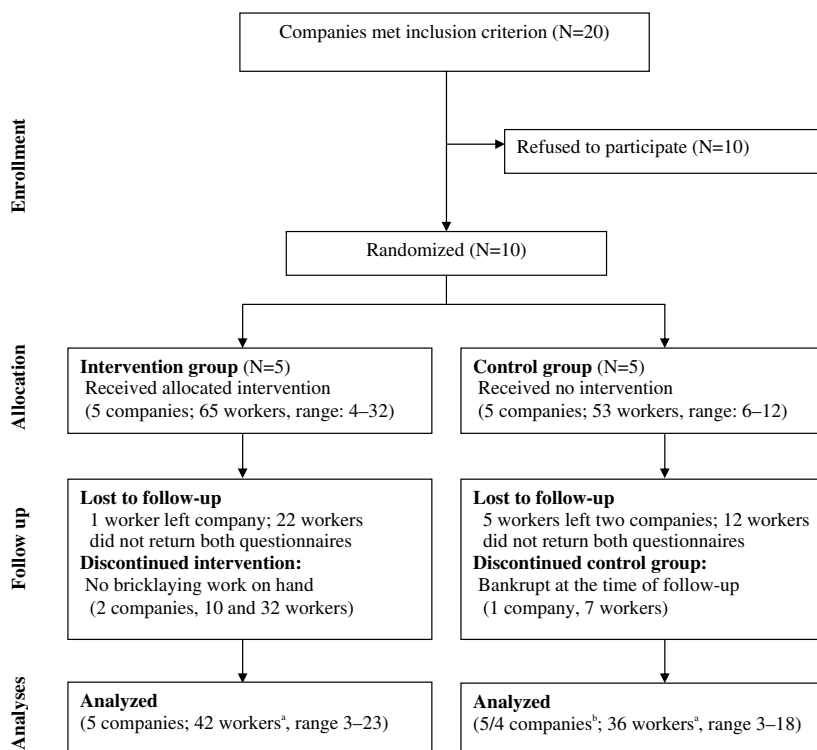 Companies met inclusion criterion (N=20)
Enrollment
Refused to participate (N=10)
Randomized (N=10)
Allocation
Intervention group (N=5)
Received allocated intervention
(5 companies; 65 workers, range: 4–32)
Control group (N=5)
Received no intervention
(5 companies; 53 workers, range: 6–12)
Follow up
Lost to follow-up
1 worker left company; 22 workers
did not return both questionnaires
Discontinued intervention:
No bricklaying work on hand
(2 companies, 10 and 32 workers)
Lost to follow-up
5 workers left two companies; 12 workers
did not return both questionnaires
Discontinued control group:
Bankrupt at the time of follow-up
(1 company, 7 workers)
Analyses
Analyzed
(5 companies; 42 workersᵃ, range 3–23)
Analyzed
(5/4 companiesᵇ; 36 workersᵃ, range 3–18)